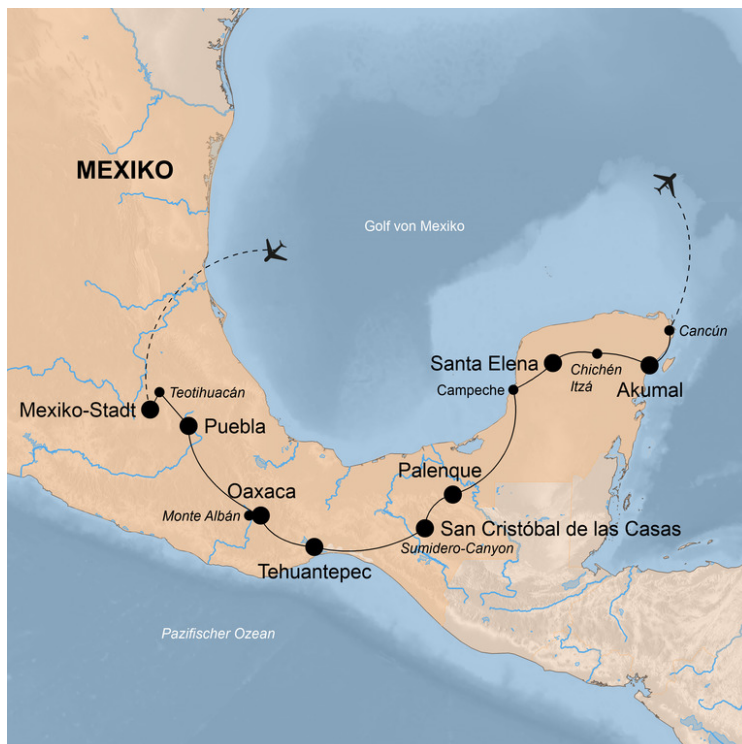 MEXIKO
Golf von Mexiko
Cancún
Santa Elena
Chichén
Itzá
Akumal
Campeche
Teotihuacán
Mexiko-Stadt
Puebla
Palenque
Oaxaca
Monte Albán
San Cristóbal de las Casas
Sumidero-Canyon
Tehuantepec
Pazifischer Ozean